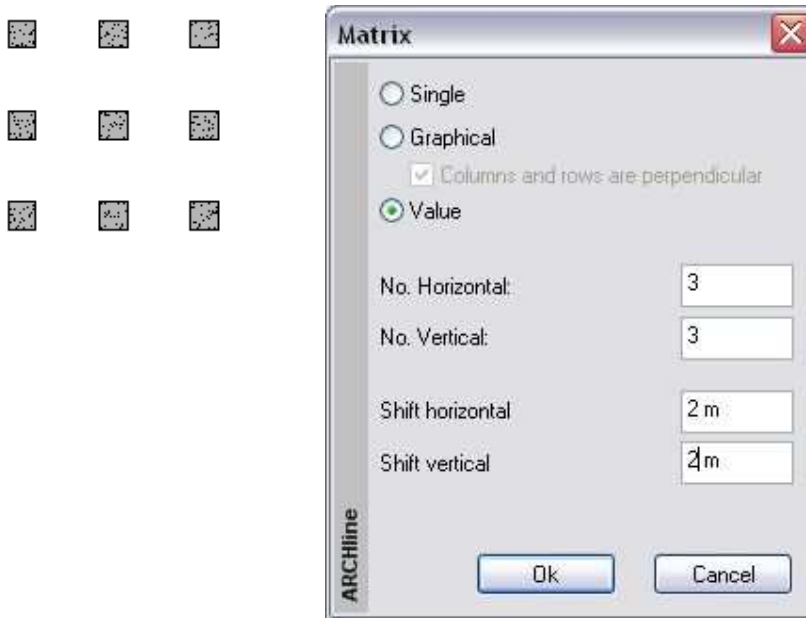 Matrix
Single
Graphical
Columns and rows are perpendicular
Value
No. Horizontal: 3
No. Vertical: 3
Shift horizontal 2 m
Shift vertical 2 m
ARCHline
Ok Cancel